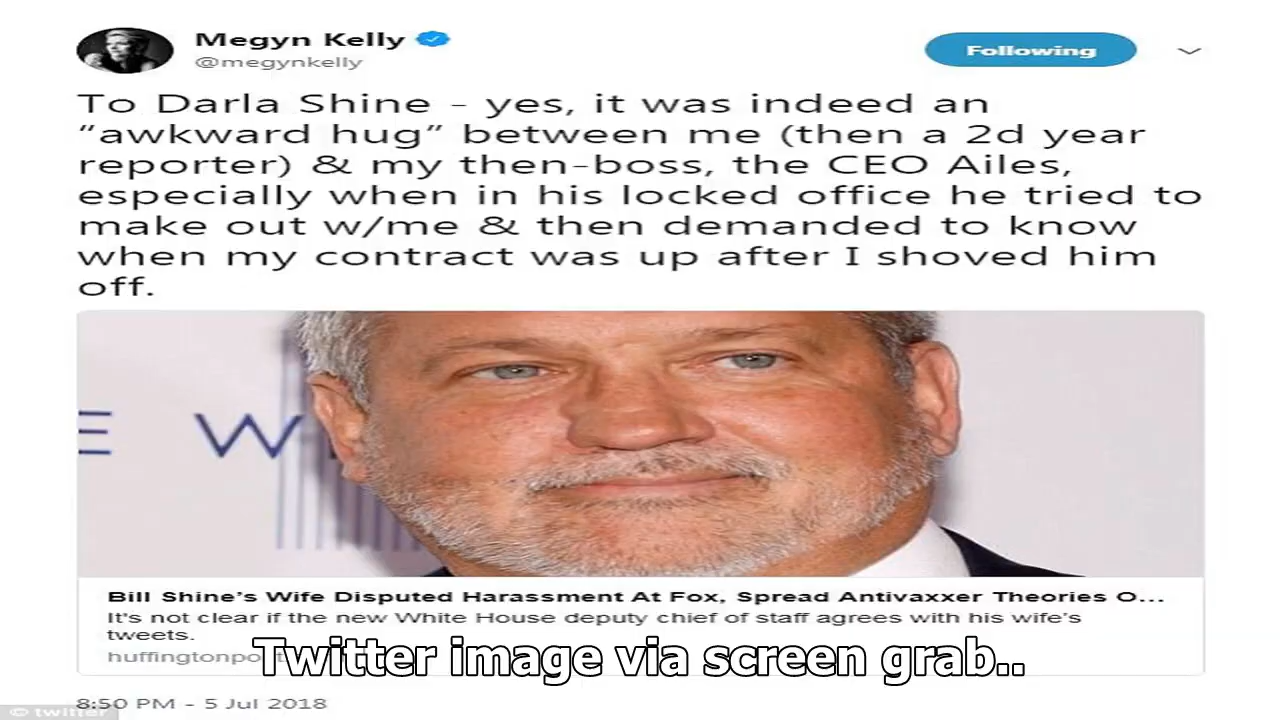 Megyn Kelly
@megynkelly
Following
To Darla Shine - yes, it was indeed an
“awkward hug” between me (then a 2d year
reporter) & my then-boss, the CEO Ailes,
especially when in his locked office he tried to
make out w/me & then demanded to know
when my contract was up after I shoved him
off.
E W
Bill Shine's Wife Disputed Harassment At Fox, Spread Antivaxxer Theories O...
It's not clear if the new White House deputy chief of staff agrees with his wife's
tweets.
Twitter image via screen grab..
8:50 PM - 5 Jul 2018
© twitter